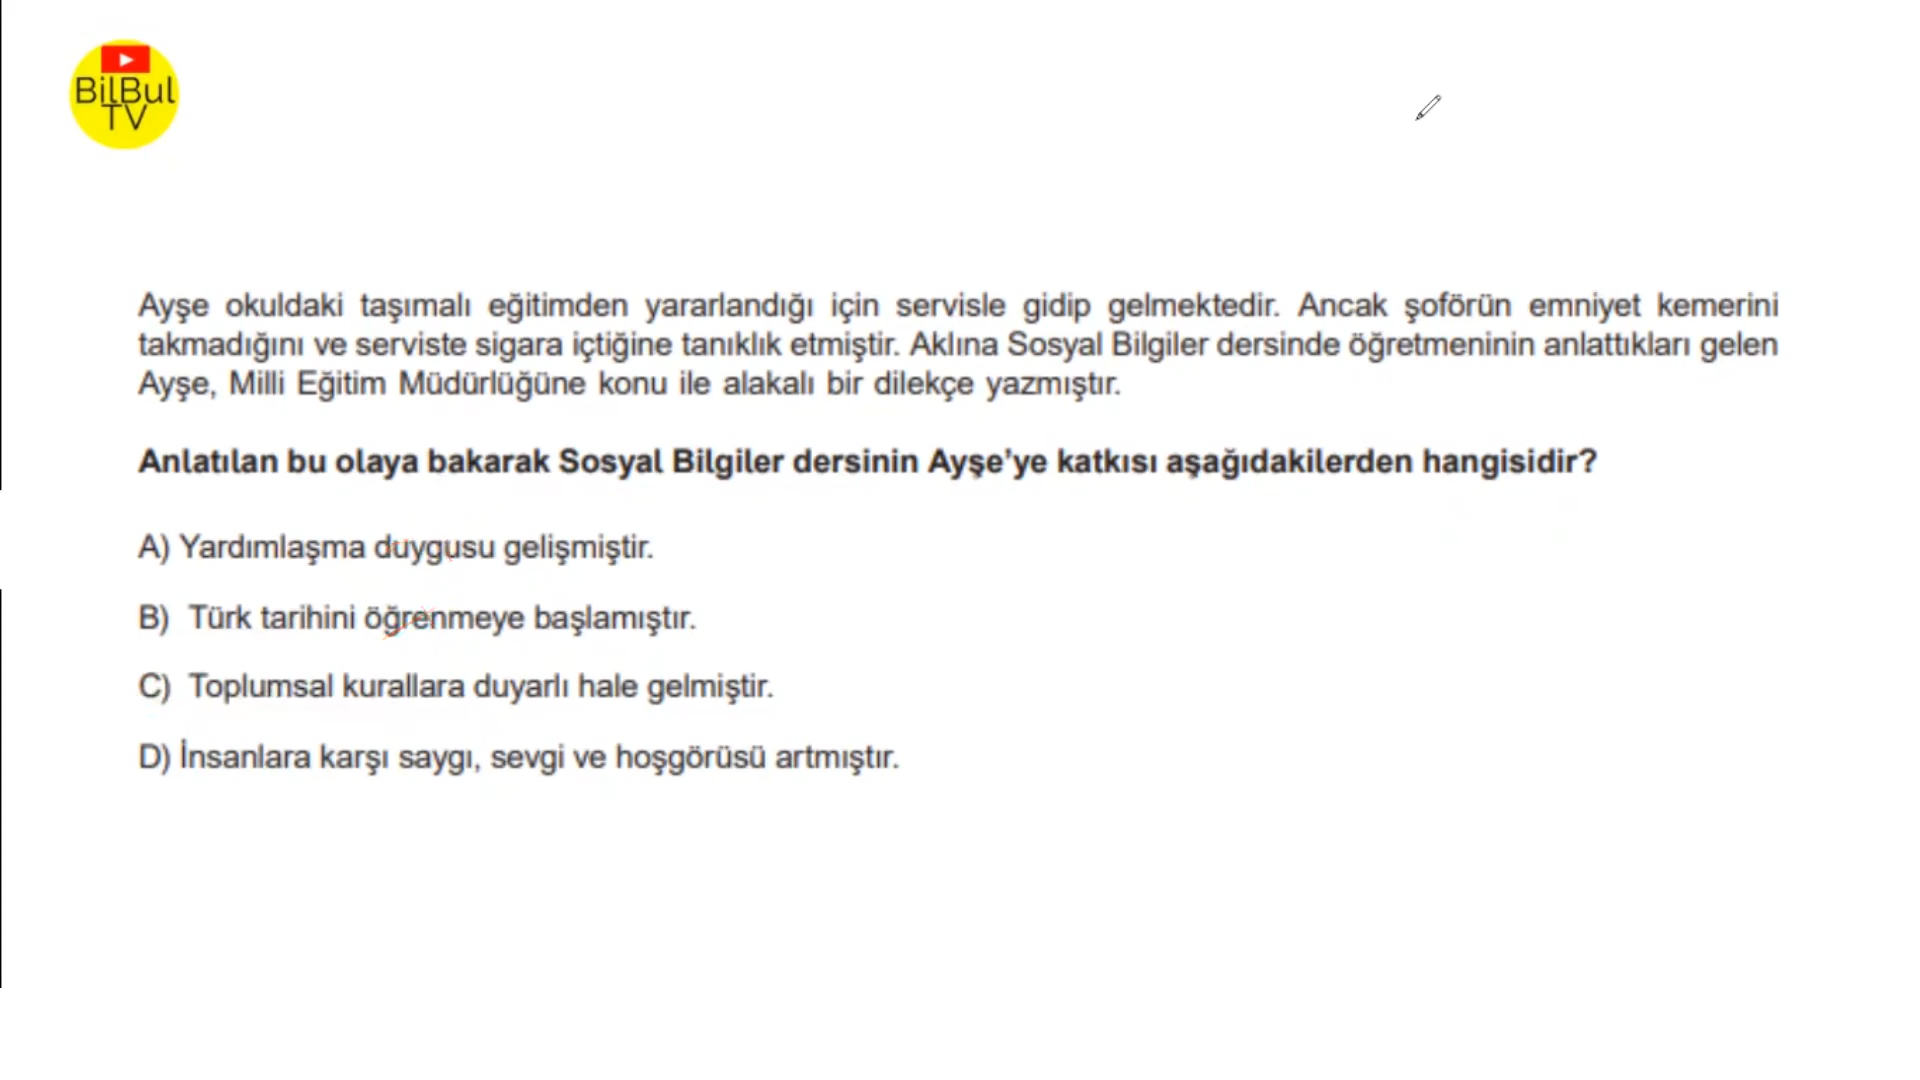 BilBul
TV
Ayşe okuldaki taşımalı eğitimden yararlandığı için servisle gidip gelmektedir. Ancak şoförün emniyet kemerini
takmadığını ve serviste sigara içtiğine tanıklık etmiştir. Aklına Sosyal Bilgiler dersinde öğretmeninin anlattıkları gelen
Ayşe, Milli Eğitim Müdürlüğüne konu ile alakalı bir dilekçe yazmıştır.
Anlatılan bu olaya bakarak Sosyal Bilgiler dersinin Ayşe’ye katkısı aşağıdakilerden hangisidir?
A) Yardımlaşma duygusu gelişmiştir.
B) Türk tarihini öğrenmeye başlamıştır.
C) Toplumsal kurallara duyarlı hale gelmiştir.
D) İnsanlara karşı saygı, sevgi ve hoşgörüsü artmıştır.